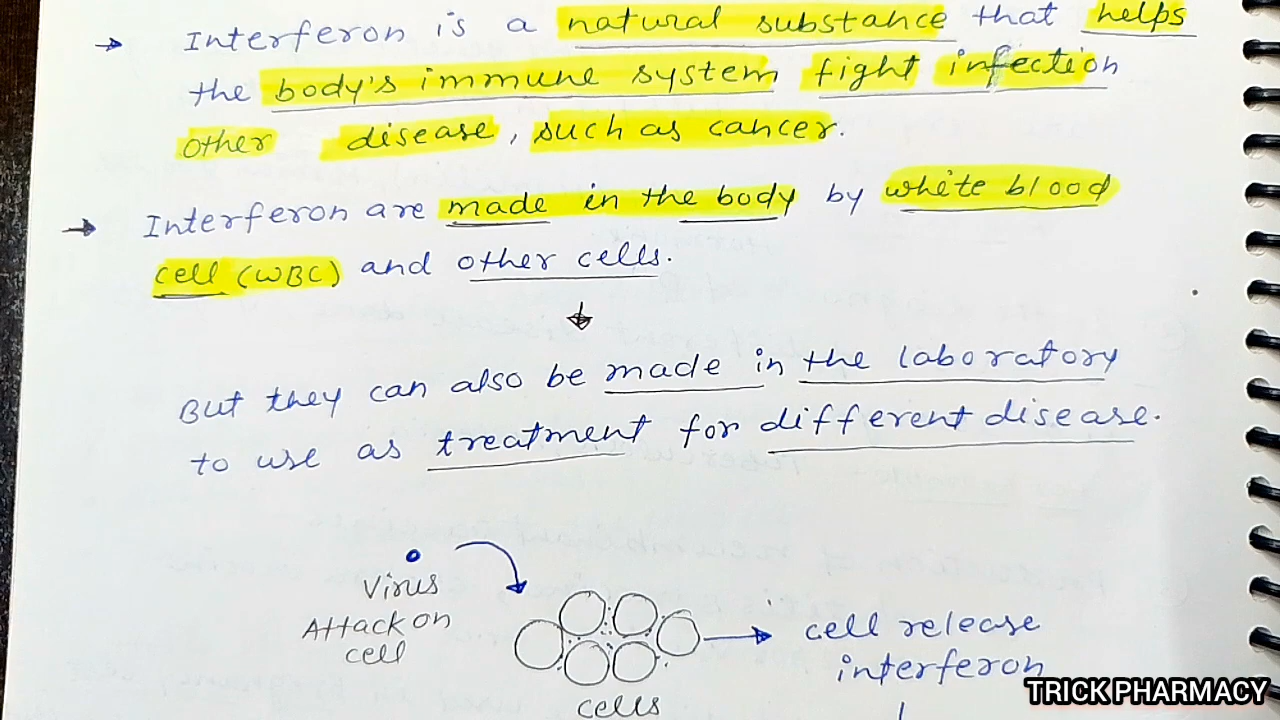 → Interferon is a natural substance that helps
the body's immune system fight infection
other disease, such as cancer.
→ Interferon are made in the body by white blood
cell (WBC) and other cells.
But they can also be made in the laboratory
to use as treatment for different disease.
Virus
Attack on
cell
cells
cell release
interferon
TRICK PHARMACY